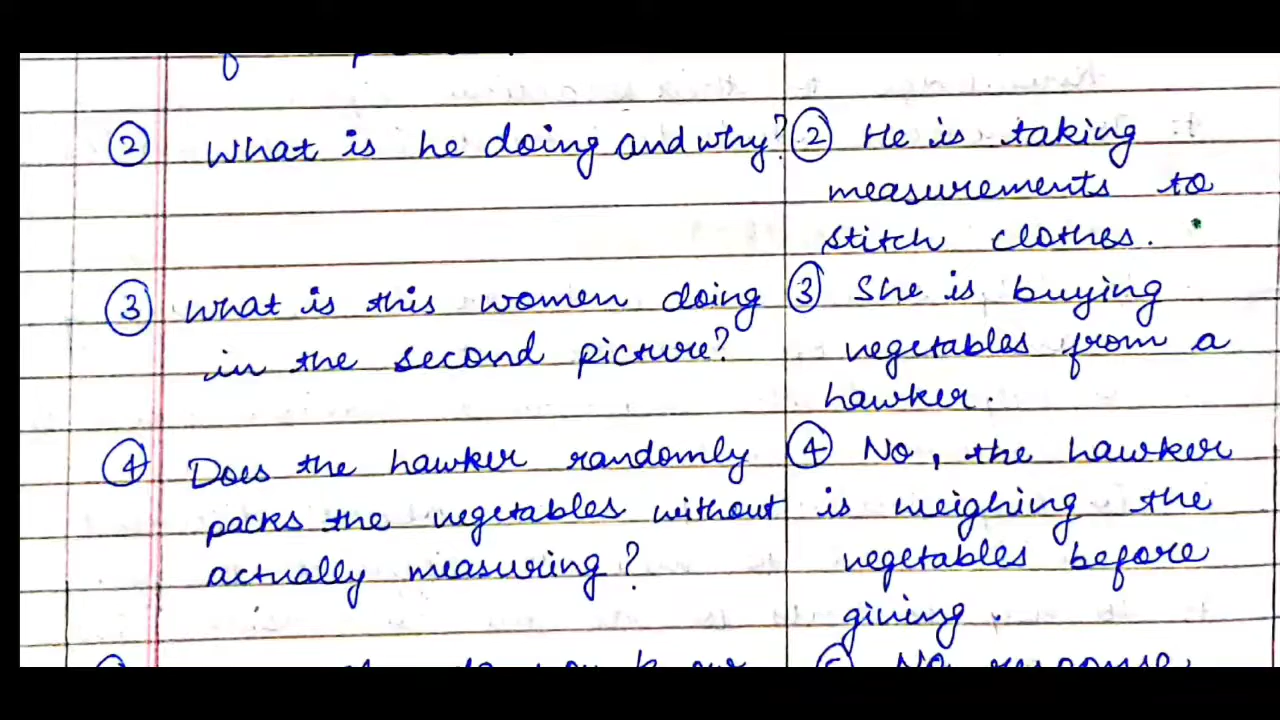 ② What is he doing and why?
② He is taking
measurements to
stitch clothes.
③ What is this women doing
in the second picture?
③ She is buying
vegetables from a
hawker.
④ Does the hawker randomly
packs the vegetables without
actually measuring?
④ No, the hawker
is weighing the
vegetables before
giving.
No response,